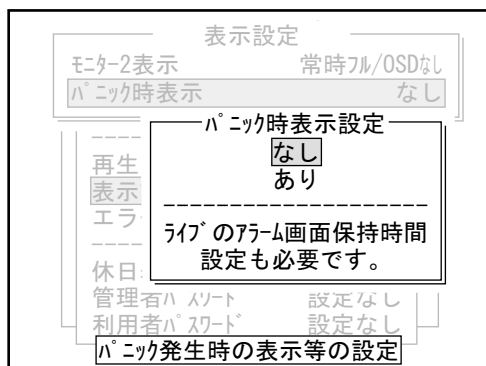 表示設定
ﾓﾆﾀｰ2表示 常時ﾌﾙ/OSDなし
ﾊﾟﾆｯｸ時表示 なし
ﾊﾟﾆｯｸ時表示設定
なし
あり
--------------------
ﾗｲﾌﾞのｱﾗｰﾑ画面保持時間
設定も必要です。
----
再生
表示
エラ
----
休日
管理者ﾊﾟｽﾜｰﾄﾞ 設定なし
利用者ﾊﾟｽﾜｰﾄﾞ 設定なし
ﾊﾟﾆｯｸ発生時の表示等の設定